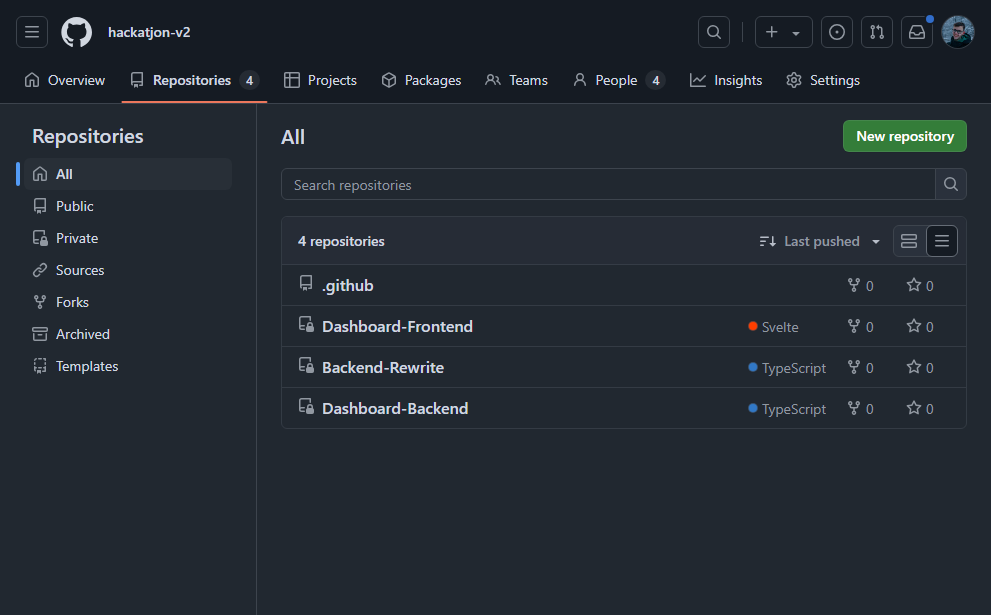 hackatjon-v2
Overview Repositories 4 Projects Packages Teams People 4 Insights Settings
Repositories
All
Public
Private
Sources
Forks
Archived
Templates
All
New repository
Search repositories
4 repositories Last pushed
.github 0 0
Dashboard-Frontend Svelte 0 0
Backend-Rewrite TypeScript 0 0
Dashboard-Backend TypeScript 0 0